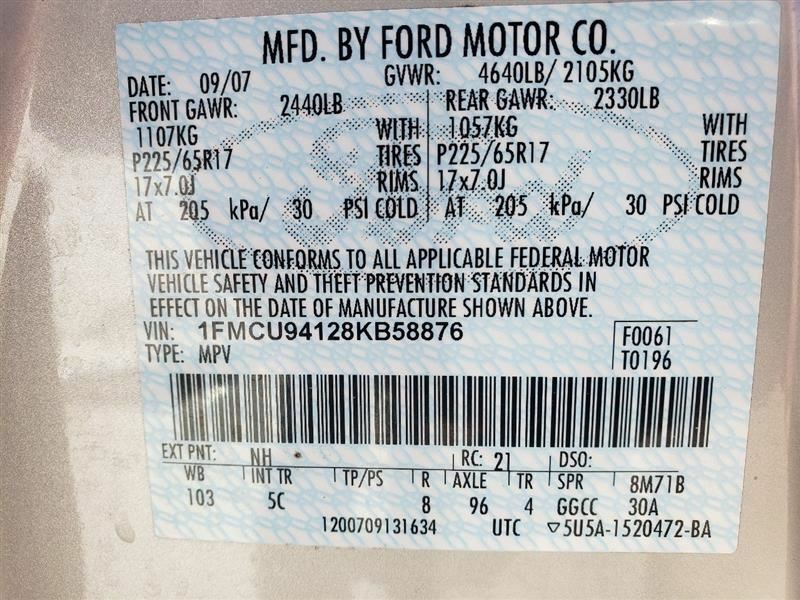 MFD. BY FORD MOTOR CO.
DATE: 09/07 GVWR: 4640LB/ 2105KG
FRONT GAWR: 2440LB REAR GAWR: 2330LB
1107KG WITH 1057KG WITH
P225/65R17 TIRES P225/65R17 TIRES
17x7.0J RIMS 17x7.0J RIMS
AT 205 kPa/ 30 PSI COLD AT 205 kPa/ 30 PSI COLD
THIS VEHICLE CONFORMS TO ALL APPLICABLE FEDERAL MOTOR
VEHICLE SAFETY AND THEFT PREVENTION STANDARDS IN
EFFECT ON THE DATE OF MANUFACTURE SHOWN ABOVE.
VIN: 1FMCU94128KB58876 F0061
TYPE: MPV T0196
EXT PNT: NH RC: 21 DSO:
WB INT TR TP/PS R AXLE TR SPR 8M71B
103 5C 8 96 4 GGCC 30A
1200709131634 UTC ▽5U5A-1520472-BA